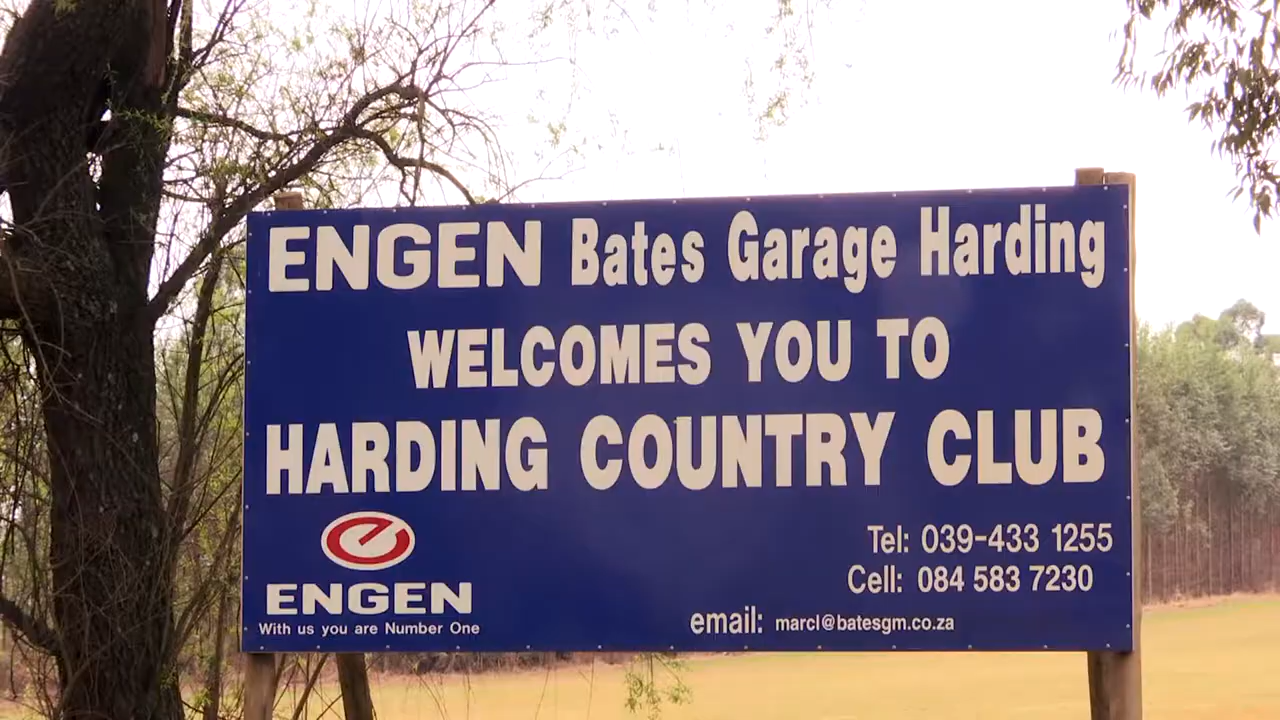 ENGEN Bates Garage Harding
WELCOMES YOU TO
HARDING COUNTRY CLUB
ENGEN
With us you are Number One
Tel: 039-433 1255
Cell: 084 583 7230
email: marcl@batesgm.co.za